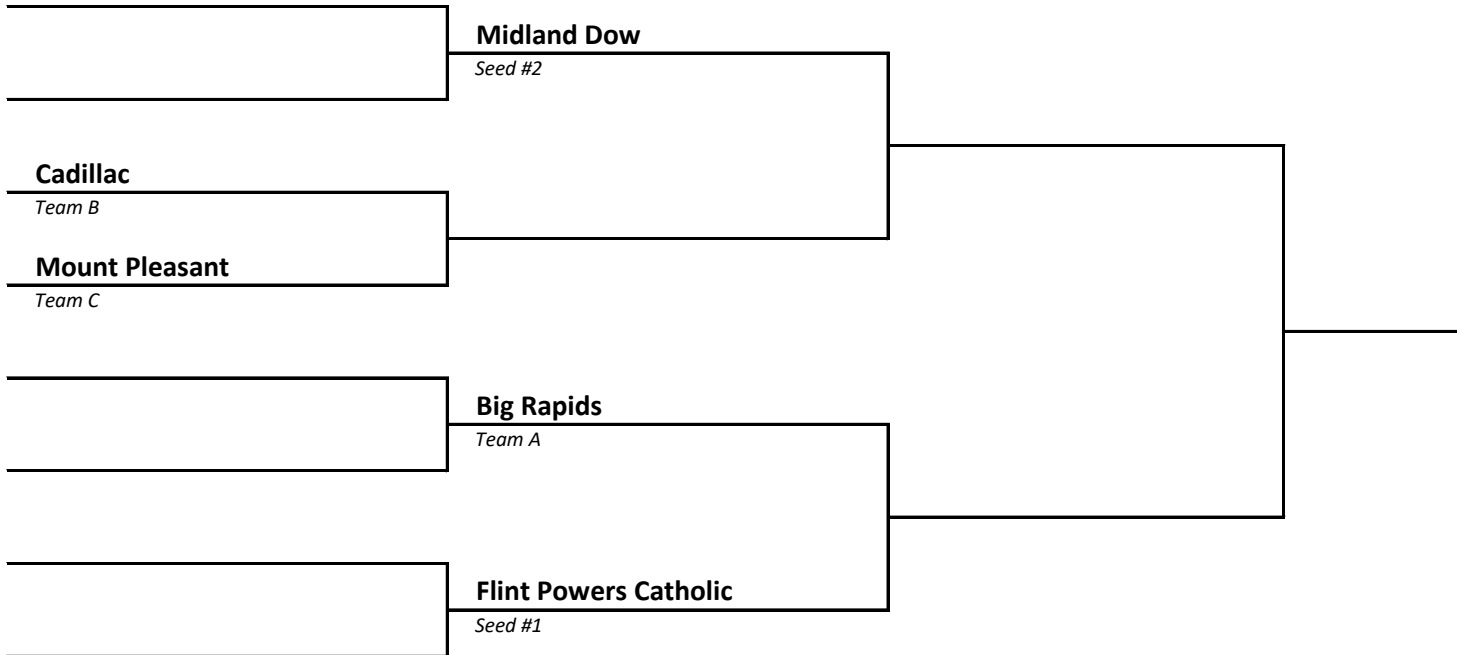 Midland Dow
Seed #2
Cadillac
Team B
Mount Pleasant
Team C
Big Rapids
Team A
Flint Powers Catholic
Seed #1